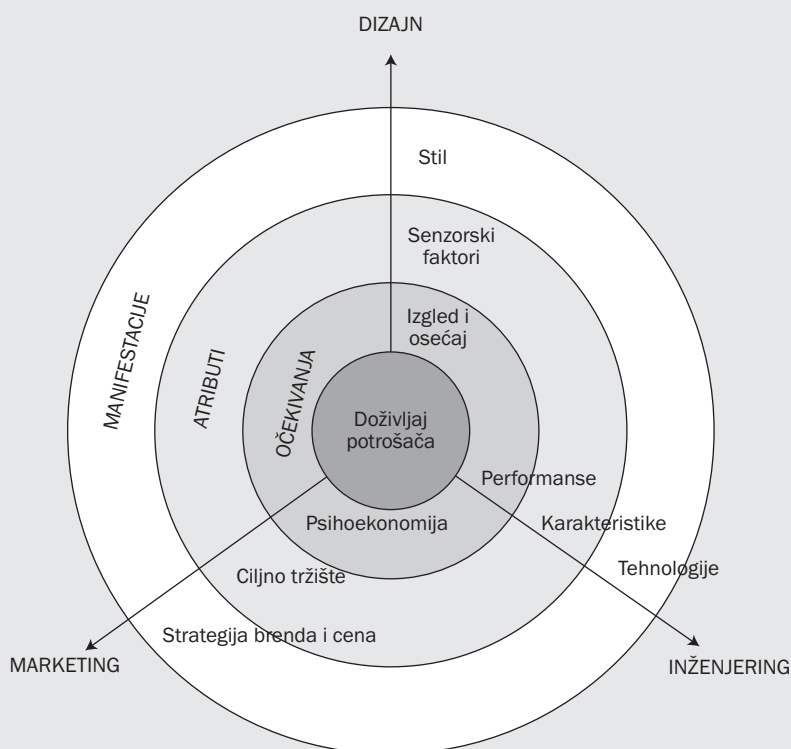 DIZAJN
Stil
Senzorski
faktori
Izgled i
osećaj
MANIFESTACIJE
ATRIBUTI
OČEKIVANJA
Doživljaj
potrošača
Performanse
Psihoekonomija
Karakteristike
Tehnologije
Ciljno tržište
Strategija brenda i cena
MARKETING
INŽENJERING